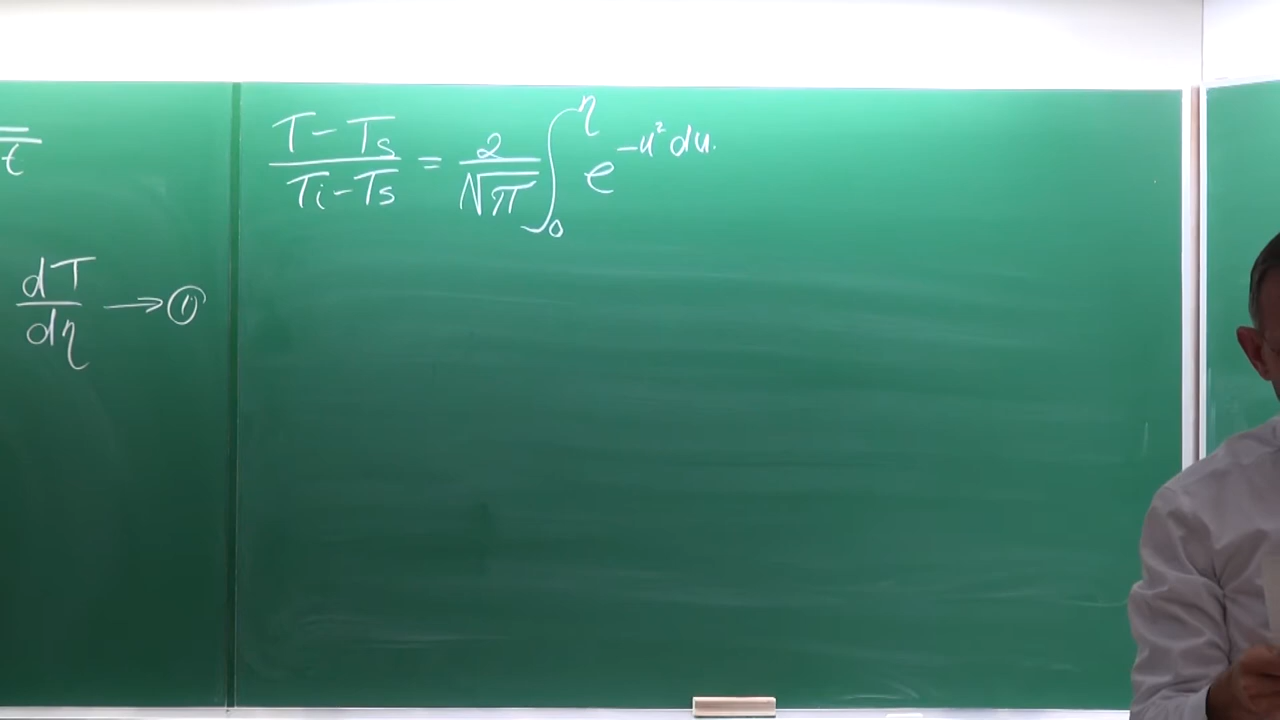 t
dT/dη → ①
(T − Ts)/(Ti − Ts) = 2/√π ∫₀^η e^(−u²) du.